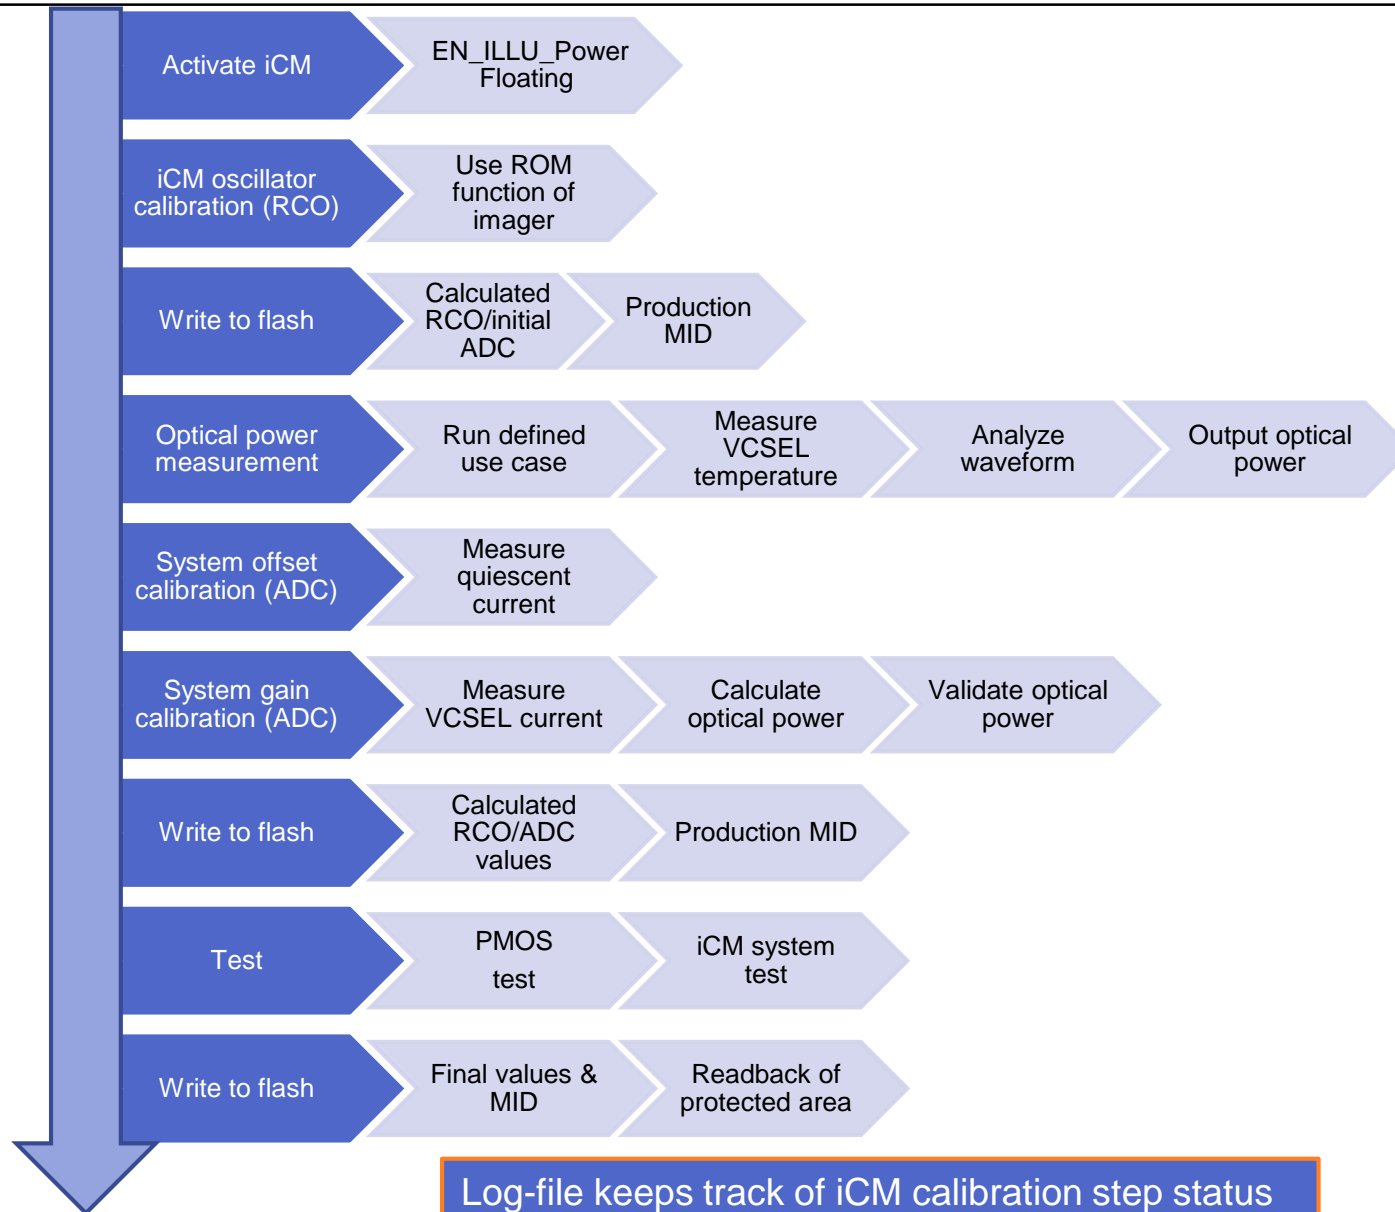 Activate iCM
EN_ILLU_Power
Floating
iCM oscillator
calibration (RCO)
Use ROM
function of
imager
Write to flash
Calculated
RCO/initial
ADC
Production
MID
Optical power
measurement
Run defined
use case
Measure
VCSEL
temperature
Analyze
waveform
Output optical
power
System offset
calibration (ADC)
Measure
quiescent
current
System gain
calibration (ADC)
Measure
VCSEL current
Calculate
optical power
Validate optical
power
Write to flash
Calculated
RCO/ADC
values
Production MID
Test
PMOS
test
iCM system
test
Write to flash
Final values &
MID
Readback of
protected area
Log-file keeps track of iCM calibration step status